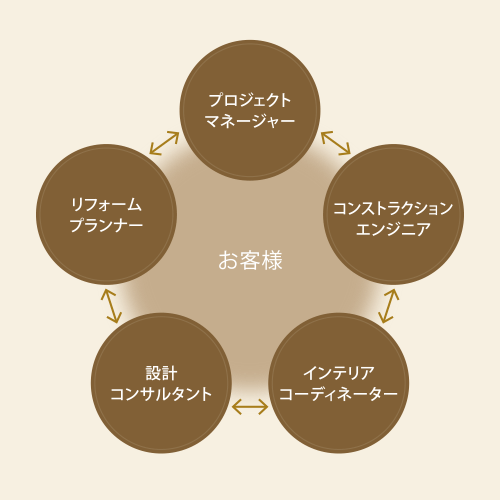 プロジェクト
マネージャー
リフォーム
プランナー
コンストラクション
エンジニア
お客様
設計
コンサルタント
インテリア
コーディネーター